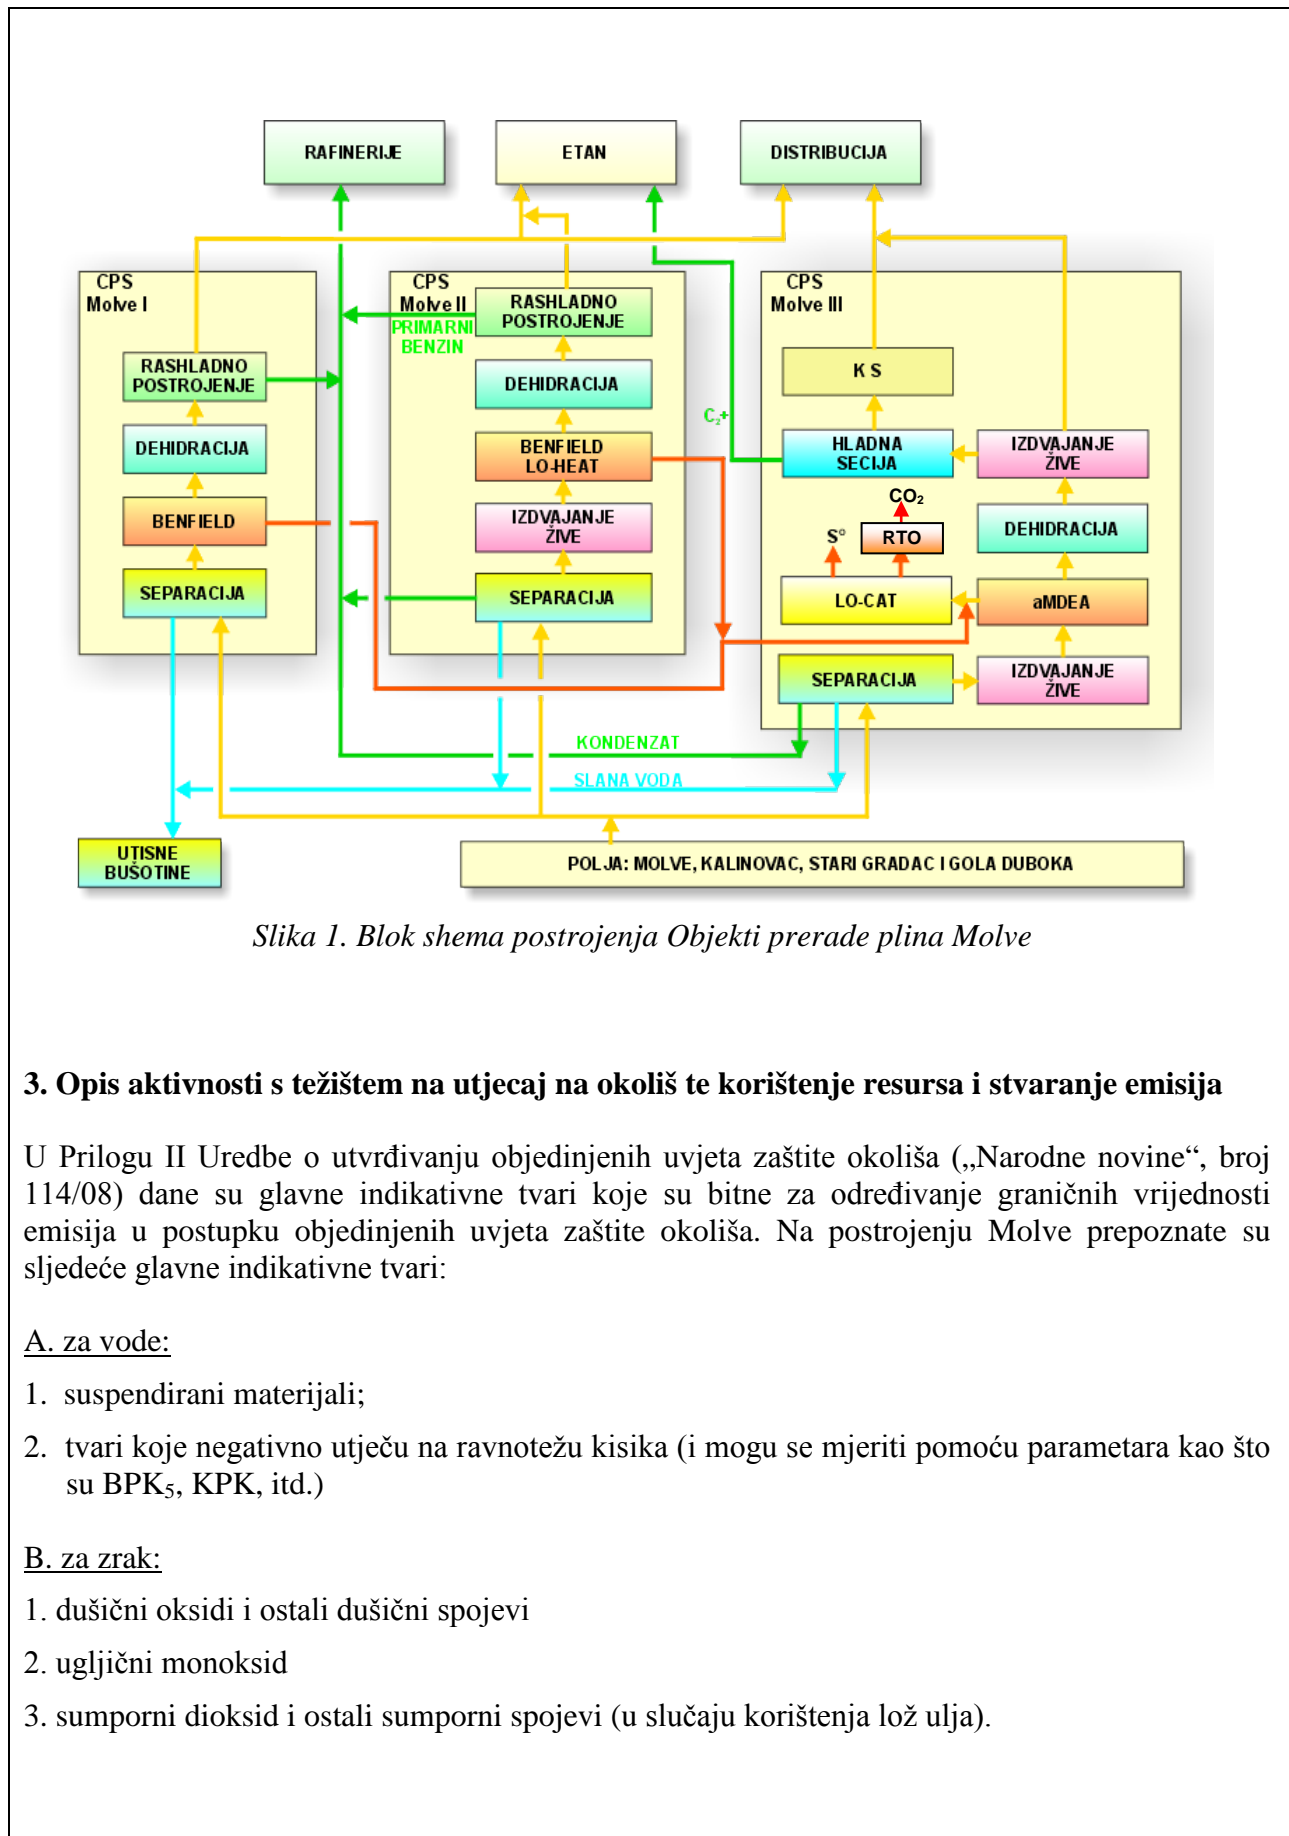 RAFINERIJE
ETAN
DISTRIBUCIJA
CPS
Molve I
RASHLADNO
POSTROJENJE
DEHIDRACIJA
BENFIELD
SEPARACIJA
CPS
Molve II
RASHLADNO
POSTROJENJE
PRIMARNI
BENZIN
DEHIDRACIJA
BENFIELD
LO-HEAT
IZDVAJANJE
ŽIVE
SEPARACIJA
CPS
Molve III
K S
C₂+
HLADNA
SECIJA
IZDVAJANJE
ŽIVE
CO₂
S°
RTO
DEHIDRACIJA
LO-CAT
aMDEA
SEPARACIJA
IZDVAJANJE
ŽIVE
KONDENZAT
SLANA VODA
UTISNE
BUŠOTINE
POLJA: MOLVE, KALINOVAC, STARI GRADAC I GOLA DUBOKA
Slika 1. Blok shema postrojenja Objekti prerade plina Molve
3. Opis aktivnosti s težištem na utjecaj na okoliš te korištenje resursa i stvaranje emisija
U Prilogu II Uredbe o utvrđivanju objedinjenih uvjeta zaštite okoliša („Narodne novine“, broj
114/08) dane su glavne indikativne tvari koje su bitne za određivanje graničnih vrijednosti
emisija u postupku objedinjenih uvjeta zaštite okoliša. Na postrojenju Molve prepoznate su
sljedeće glavne indikativne tvari:
A. za vode:
1. suspendirani materijali;
2. tvari koje negativno utječu na ravnotežu kisika (i mogu se mjeriti pomoću parametara kao što
su BPK₅, KPK, itd.)
B. za zrak:
1. dušični oksidi i ostali dušični spojevi
2. ugljični monoksid
3. sumporni dioksid i ostali sumporni spojevi (u slučaju korištenja lož ulja).